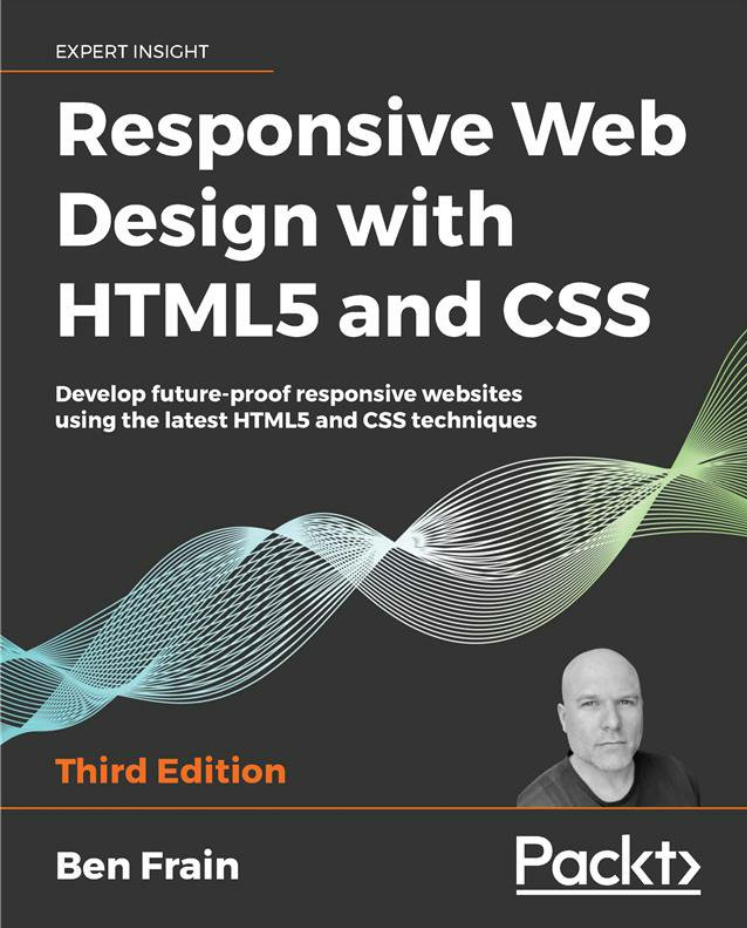 EXPERT INSIGHT
Responsive Web
Design with
HTML5 and CSS
Develop future-proof responsive websites
using the latest HTML5 and CSS techniques
Third Edition
Ben Frain
Packt>